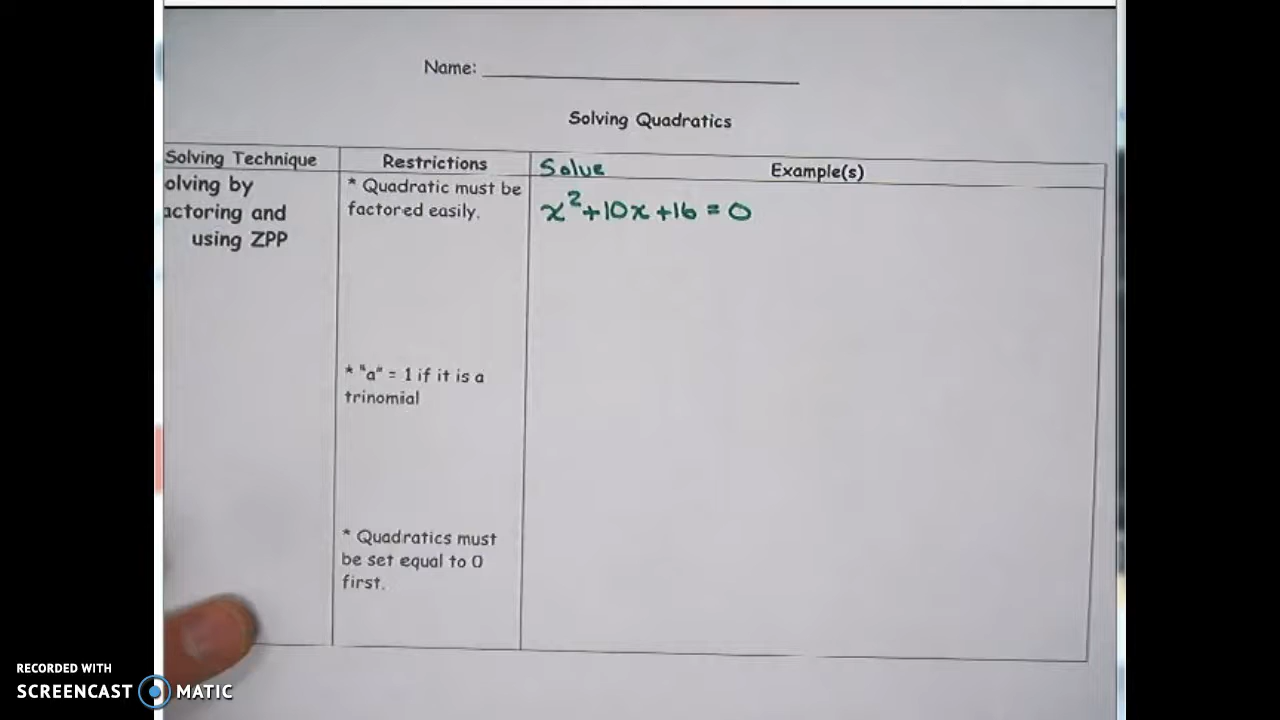 Name:
Solving Quadratics
Solving Technique
Restrictions
Solve
Example(s)
olving by
actoring and
using ZPP
* Quadratic must be
factored easily.
x²+10x+16=0
* "a" = 1 if it is a
trinomial
* Quadratics must
be set equal to 0
first.
RECORDED WITH
SCREENCAST MATIC